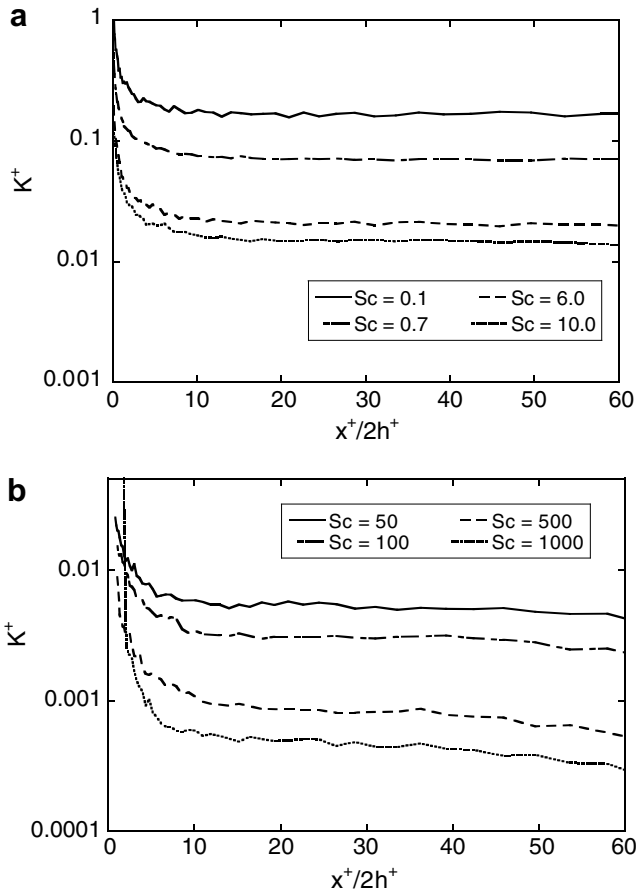 a
1
0.1
0.01
0.001
K+
Sc = 0.1
Sc = 6.0
Sc = 0.7
Sc = 10.0
0 10 20 30 40 50 60
x+/2h+
b
0.01
0.001
0.0001
K+
Sc = 50
Sc = 500
Sc = 100
Sc = 1000
0 10 20 30 40 50 60
x+/2h+